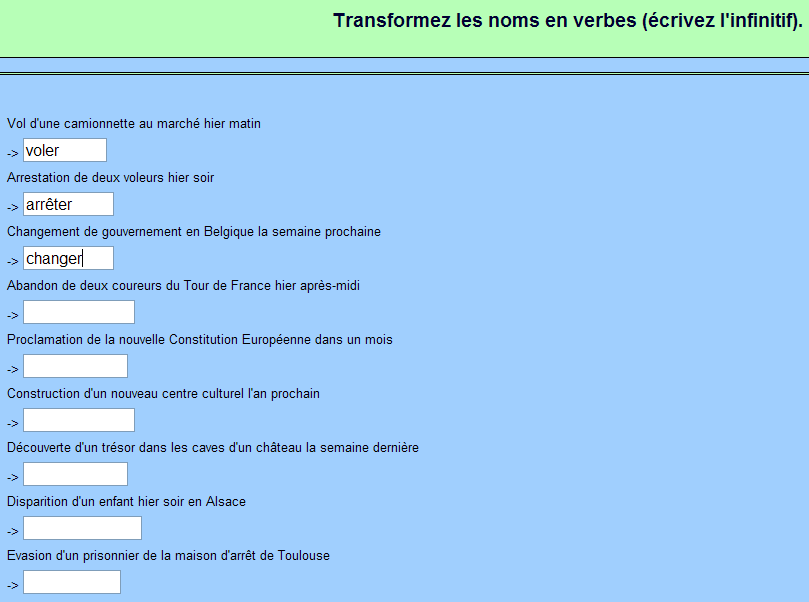 Transformez les noms en verbes (écrivez l'infinitif).
Vol d'une camionnette au marché hier matin
-> voler
Arrestation de deux voleurs hier soir
-> arrêter
Changement de gouvernement en Belgique la semaine prochaine
-> changer
Abandon de deux coureurs du Tour de France hier après-midi
->
Proclamation de la nouvelle Constitution Européenne dans un mois
->
Construction d'un nouveau centre culturel l'an prochain
->
Découverte d'un trésor dans les caves d'un château la semaine dernière
->
Disparition d'un enfant hier soir en Alsace
->
Evasion d'un prisonnier de la maison d'arrêt de Toulouse
->